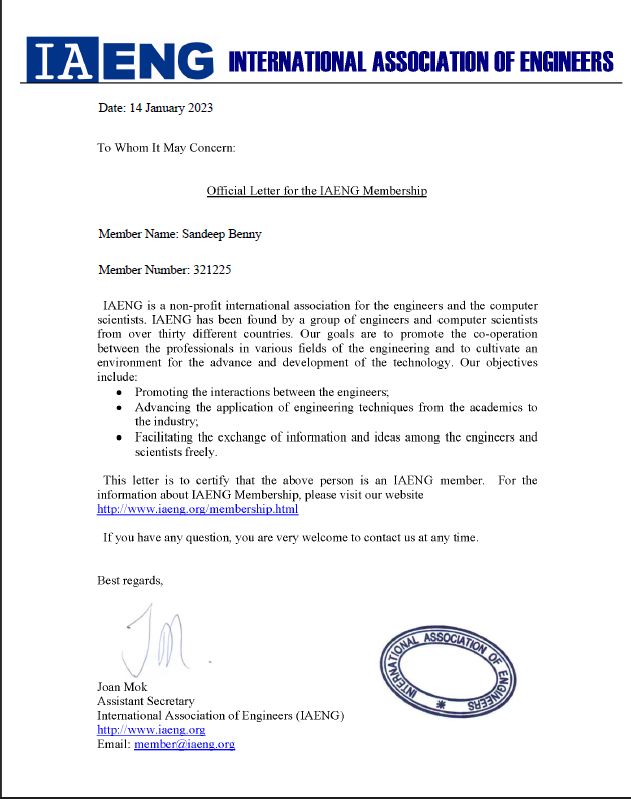 IAENG INTERNATIONAL ASSOCIATION OF ENGINEERS
Date: 14 January 2023
To Whom It May Concern:
Official Letter for the IAENG Membership
Member Name: Sandeep Benny
Member Number: 321225
IAENG is a non-profit international association for the engineers and the computer
scientists. IAENG has been found by a group of engineers and computer scientists
from over thirty different countries. Our goals are to promote the co-operation
between the professionals in various fields of the engineering and to cultivate an
environment for the advance and development of the technology. Our objectives
include:
● Promoting the interactions between the engineers;
● Advancing the application of engineering techniques from the academics to
the industry;
● Facilitating the exchange of information and ideas among the engineers and
scientists freely.
This letter is to certify that the above person is an IAENG member. For the
information about IAENG Membership, please visit our website
http://www.iaeng.org/membership.html
If you have any question, you are very welcome to contact us at any time.
Best regards,
JM.
Joan Mok
Assistant Secretary
International Association of Engineers (IAENG)
http://www.iaeng.org
Email: member@iaeng.org
INTERNATIONAL ASSOCIATION OF ENGINEERS